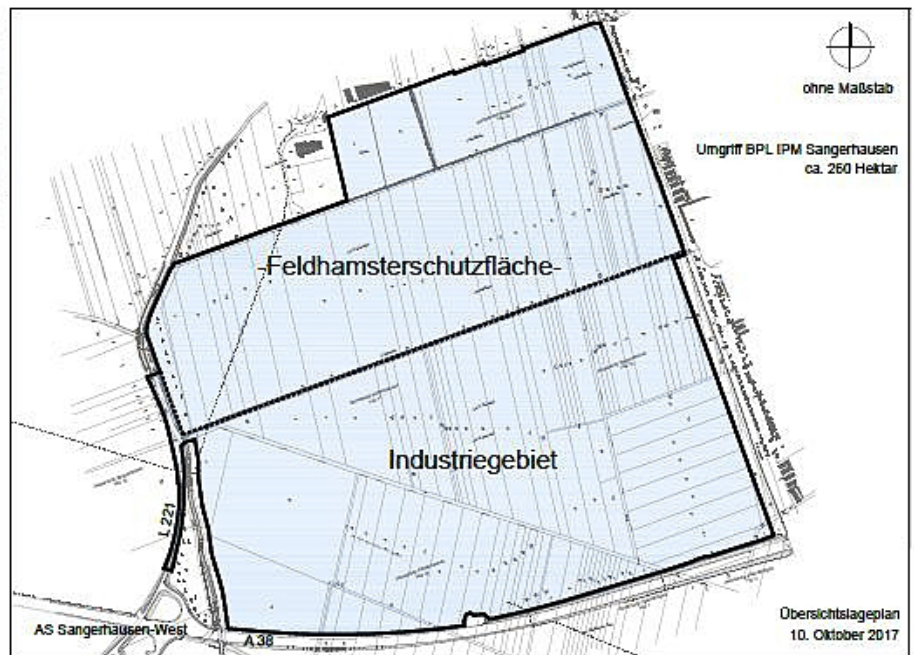 ohne Maßstab
Umgriff BPL IPM Sangerhausen
ca. 260 Hektar
-Feldhamsterschutzfläche-
Industriegebiet
L 221
AS Sangerhausen-West
A 38
Übersichtslageplan
10. Oktober 2017